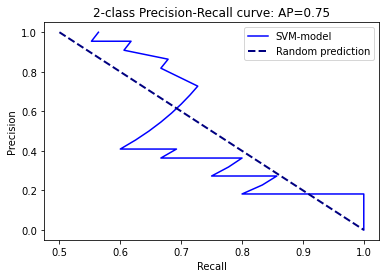 2-class Precision-Recall curve: AP=0.75
SVM-model
Random prediction
Precision
1.0
0.8
0.6
0.4
0.2
0.0
0.5 0.6 0.7 0.8 0.9 1.0
Recall